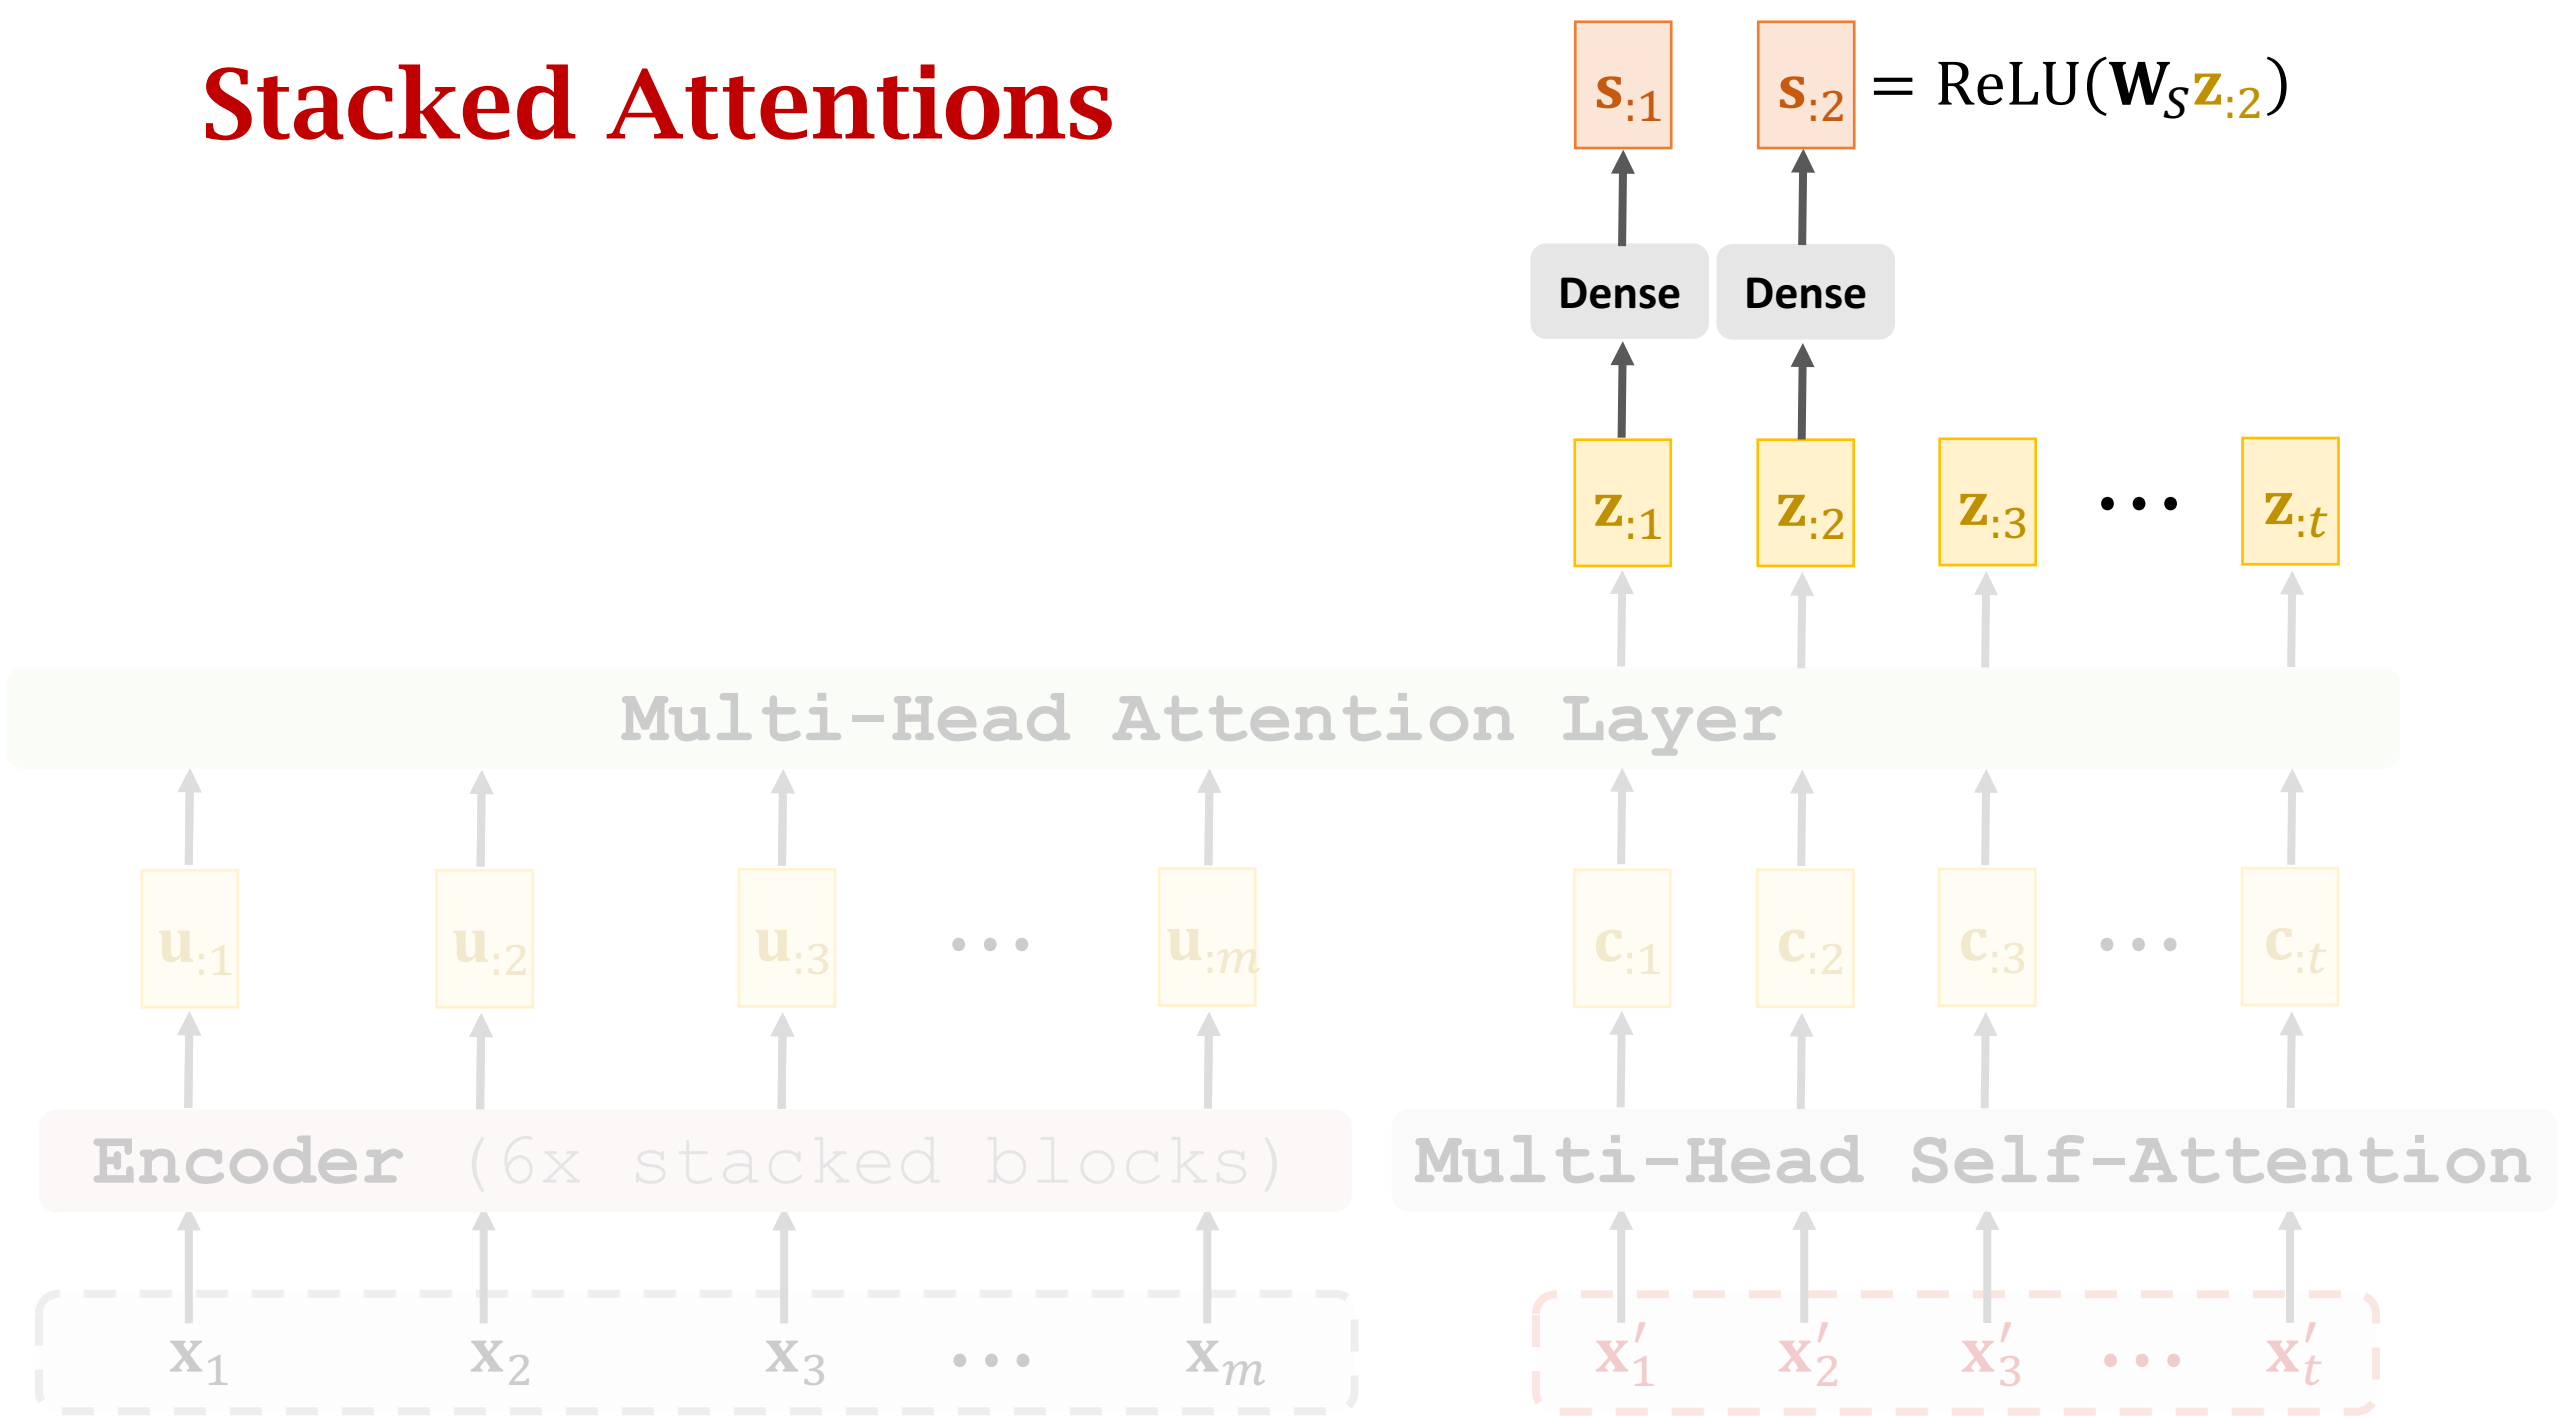 Stacked Attentions
s:1 s:2 = ReLU(W_S z:2)
Dense Dense
z:1 z:2 z:3 ⋯ z:t
Multi-Head Attention Layer
u:1 u:2 u:3 ⋯ u:m c:1 c:2 c:3 ⋯ c:t
Encoder (6x stacked blocks) Multi-Head Self-Attention
x₁ x₂ x₃ ⋯ xₘ x′₁ x′₂ x′₃ ⋯ x′ₜ